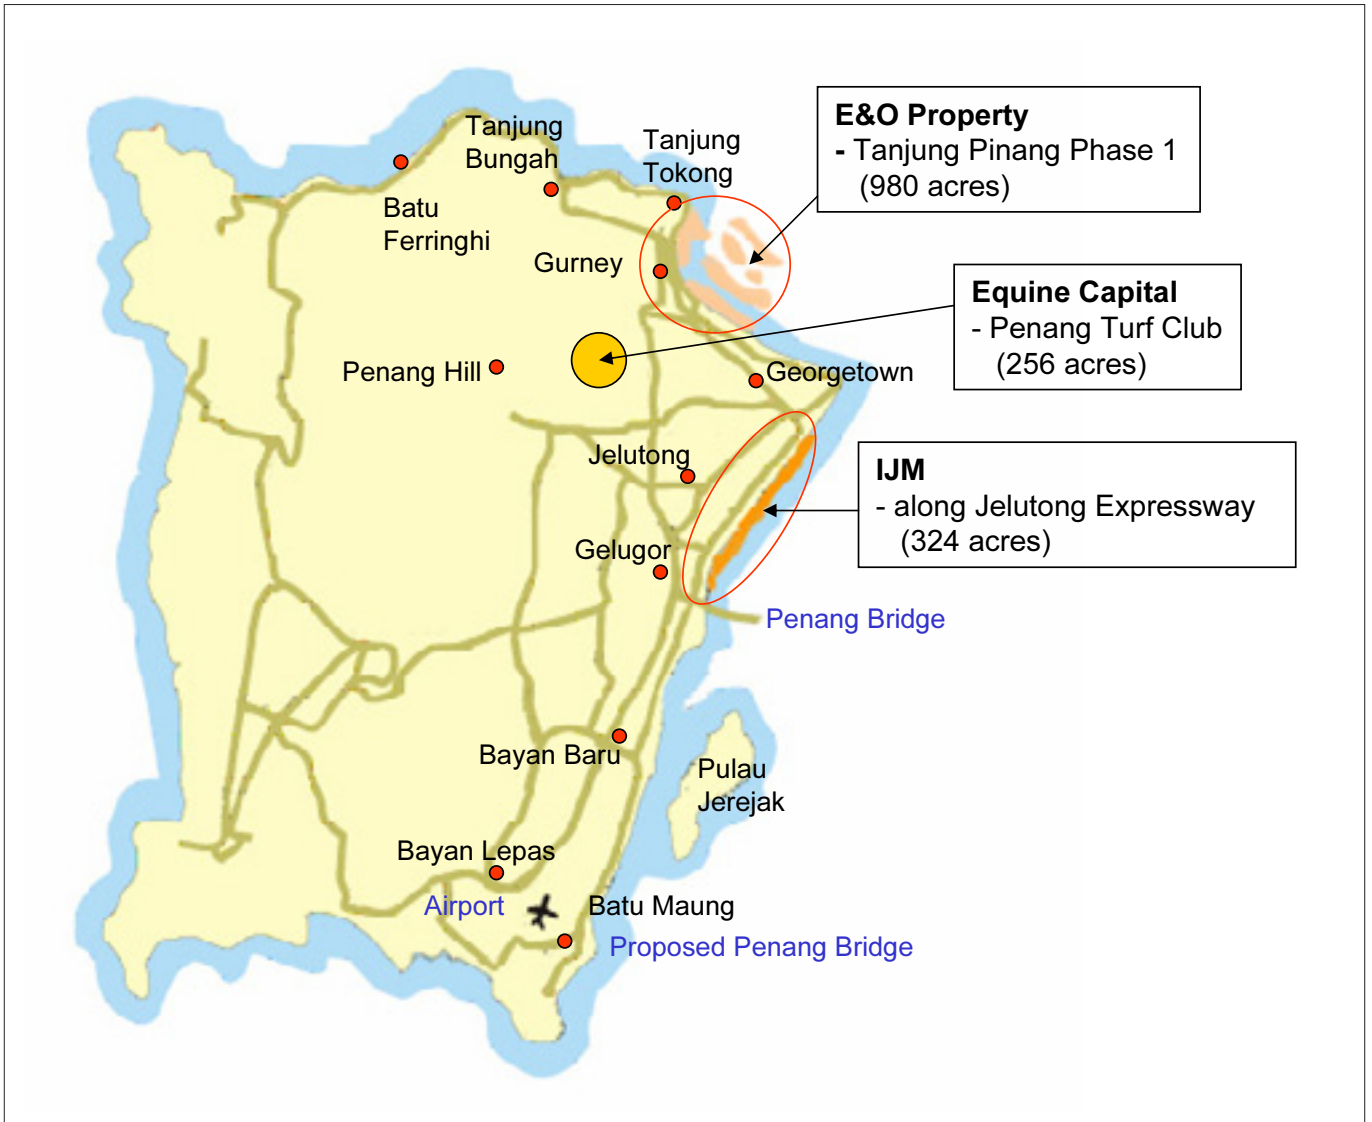 E&O Property
- Tanjung Pinang Phase 1
(980 acres)
Tanjung
Bungah
Tanjung
Tokong
Batu
Ferringhi
Gurney
Equine Capital
- Penang Turf Club
(256 acres)
Penang Hill
Georgetown
Jelutong
IJM
- along Jelutong Expressway
(324 acres)
Gelugor
Penang Bridge
Bayan Baru
Pulau
Jerejak
Bayan Lepas
Airport
Batu Maung
Proposed Penang Bridge